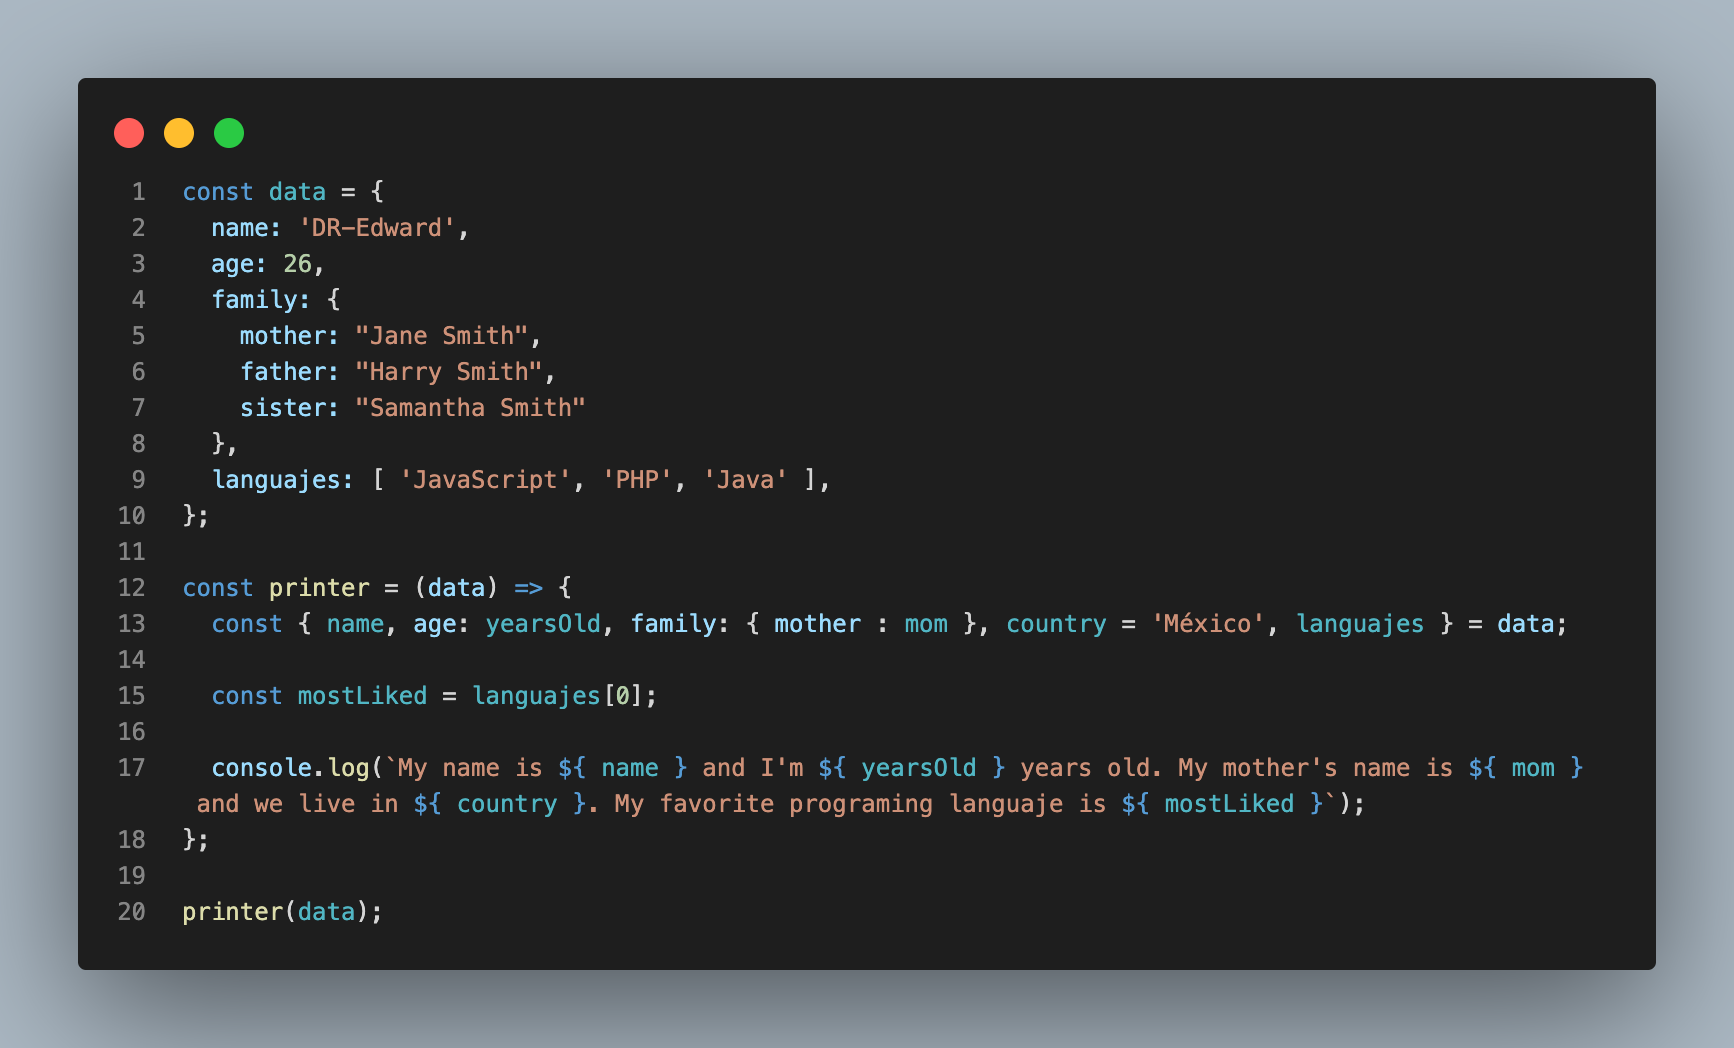 1 const data = {
2 name: 'DR-Edward',
3 age: 26,
4 family: {
5 mother: "Jane Smith",
6 father: "Harry Smith",
7 sister: "Samantha Smith"
8 },
9 languajes: [ 'JavaScript', 'PHP', 'Java' ],
10 };
11
12 const printer = (data) => {
13 const { name, age: yearsOld, family: { mother : mom }, country = 'México', languajes } = data;
14
15 const mostLiked = languajes[0];
16
17 console.log(`My name is ${ name } and I'm ${ yearsOld } years old. My mother's name is ${ mom }
and we live in ${ country }. My favorite programing languaje is ${ mostLiked }`);
18 };
19
20 printer(data);